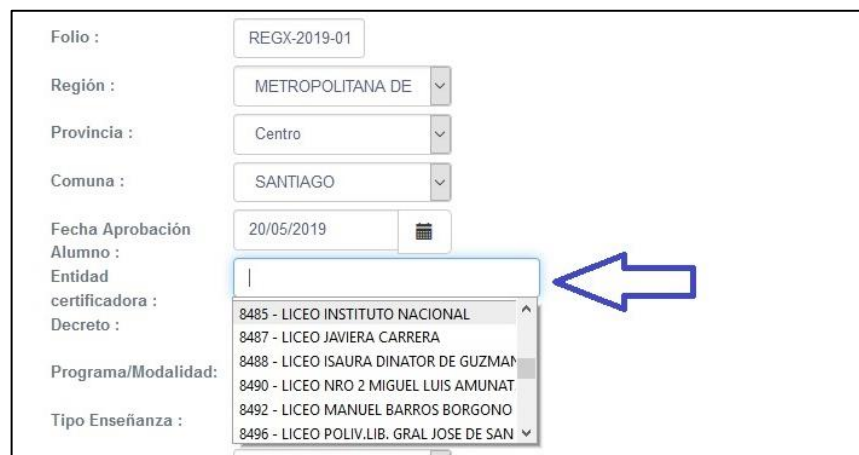 Folio : REGX-2019-01
Región : METROPOLITANA DE
Provincia : Centro
Comuna : SANTIAGO
Fecha Aprobación 20/05/2019
Alumno :
Entidad
certificadora :
Decreto :
8485 - LICEO INSTITUTO NACIONAL
8487 - LICEO JAVIERA CARRERA
8488 - LICEO ISAURA DINATOR DE GUZMAN
8490 - LICEO NRO 2 MIGUEL LUIS AMUNAT
8492 - LICEO MANUEL BARROS BORGONO
8496 - LICEO POLIV.LIB. GRAL JOSE DE SAN
Programa/Modalidad:
Tipo Enseñanza :